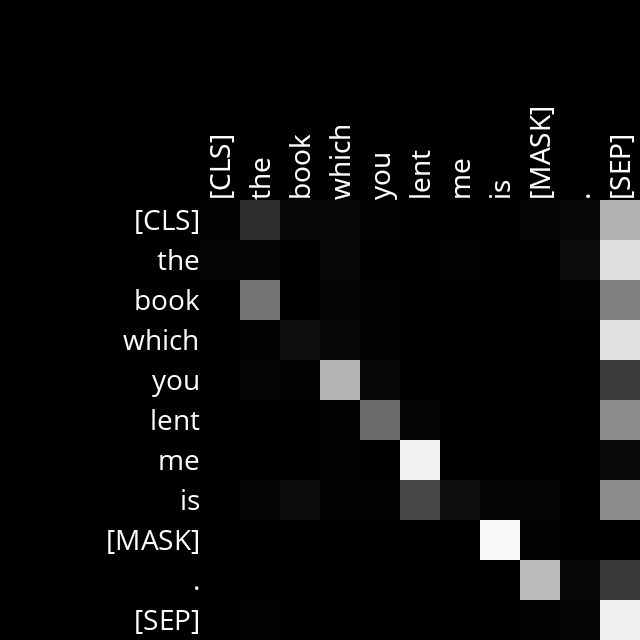 [CLS]
the
book
which
you
lent
me
is
[MASK]
.
[SEP]
[CLS]
the
book
which
you
lent
me
is
[MASK]
.
[SEP]